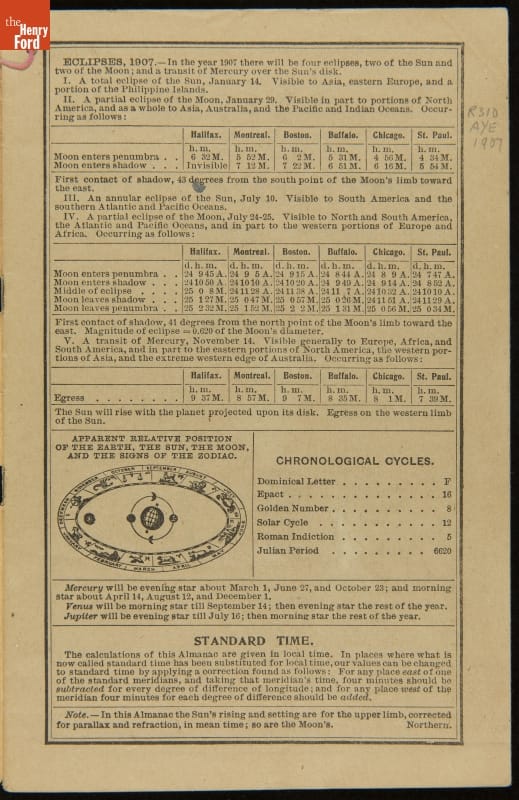 the
Henry
Ford
R310
AYE
1907
ECLIPSES, 1907.—In the year 1907 there will be four eclipses, two of the Sun and
two of the Moon; and a transit of Mercury over the Sun's disk.
I. A total eclipse of the Sun, January 14. Visible to Asia, eastern Europe, and a
portion of the Philippine Islands.
II. A partial eclipse of the Moon, January 29. Visible in part to portions of North
America, and as a whole to Asia, Australia, and the Pacific and Indian Oceans. Occur-
ring as follows:
Halifax. Montreal. Boston. Buffalo. Chicago. St. Paul.
h. m. h. m. h. m. h. m. h. m. h. m.
Moon enters penumbra . . 6 32 M. 5 52 M. 6 2 M. 5 31 M. 4 56 M. 4 34 M.
Moon enters shadow . . . Invisible 7 12 M. 7 22 M. 6 51 M. 6 16 M. 5 54 M.
First contact of shadow, 43 degrees from the south point of the Moon's limb toward
the east.
III. An annular eclipse of the Sun, July 10. Visible to South America and the
southern Atlantic and Pacific Oceans.
IV. A partial eclipse of the Moon, July 24-25. Visible to North and South America,
the Atlantic and Pacific Oceans, and in part to the western portions of Europe and
Africa. Occurring as follows:
Halifax. Montreal. Boston. Buffalo. Chicago. St. Paul.
d. h. m. d. h. m. d. h. m. d. h. m. d. h. m. d. h. m.
Moon enters penumbra . . 24 9 45 A. 24 9 5 A. 24 9 15 A. 24 8 44 A. 24 8 9 A. 24 7 47 A.
Moon enters shadow . . . 24 10 50 A. 24 10 10 A. 24 10 20 A. 24 9 49 A. 24 9 14 A. 24 8 52 A.
Middle of eclipse . . . 25 0 8 M. 24 11 28 A. 24 11 38 A. 24 11 7 A. 24 10 32 A. 24 10 10 A.
Moon leaves shadow . . . 25 1 27 M. 25 0 47 M. 25 0 57 M. 25 0 26 M. 24 11 51 A. 24 11 29 A.
Moon leaves penumbra . . 25 2 32 M. 25 1 52 M. 25 2 2 M. 25 1 31 M. 25 0 56 M. 25 0 34 M.
First contact of shadow, 41 degrees from the north point of the Moon's limb toward the
east. Magnitude of eclipse = 0.620 of the Moon's diameter.
V. A transit of Mercury, November 14. Visible generally to Europe, Africa, and
South America, and in part to the eastern portions of North America, the western por-
tions of Asia, and the extreme western edge of Australia. Occurring as follows:
Halifax. Montreal. Boston. Buffalo. Chicago. St. Paul.
h. m. h. m. h. m. h. m. h. m. h. m.
Egress . . . . . . . . 9 37 M. 8 57 M. 9 7 M. 8 35 M. 8 1 M. 7 39 M.
The Sun will rise with the planet projected upon its disk. Egress on the western limb
of the Sun.
APPARENT RELATIVE POSITION
OF THE EARTH, THE SUN, THE MOON,
AND THE SIGNS OF THE ZODIAC.
OCTOBER SEPTEMBER AUGUST
NOVEMBER
DECEMBER
JANUARY
FEBRUARY MARCH APRIL MAY
CHRONOLOGICAL CYCLES.
Dominical Letter . . . . . . . . . F
Epact . . . . . . . . . . . . . . 16
Golden Number . . . . . . . . . . 8
Solar Cycle . . . . . . . . . . . 12
Roman Indiction . . . . . . . . . 5
Julian Period . . . . . . . . . 6620
Mercury will be evening star about March 1, June 27, and October 23; and morning
star about April 14, August 12, and December 1.
Venus will be morning star till September 14; then evening star the rest of the year.
Jupiter will be evening star till July 16; then morning star the rest of the year.
STANDARD TIME.
The calculations of this Almanac are given in local time. In places where what is
now called standard time has been substituted for local time, our values can be changed
to standard time by applying a correction found as follows: For any place east of one
of the standard meridians, and taking that meridian's time, four minutes should be
subtracted for every degree of difference of longitude; and for any place west of the
meridian four minutes for each degree of difference should be added.
Note.—In this Almanac the Sun's rising and setting are for the upper limb, corrected
for parallax and refraction, in mean time; so are the Moon's. Northern.